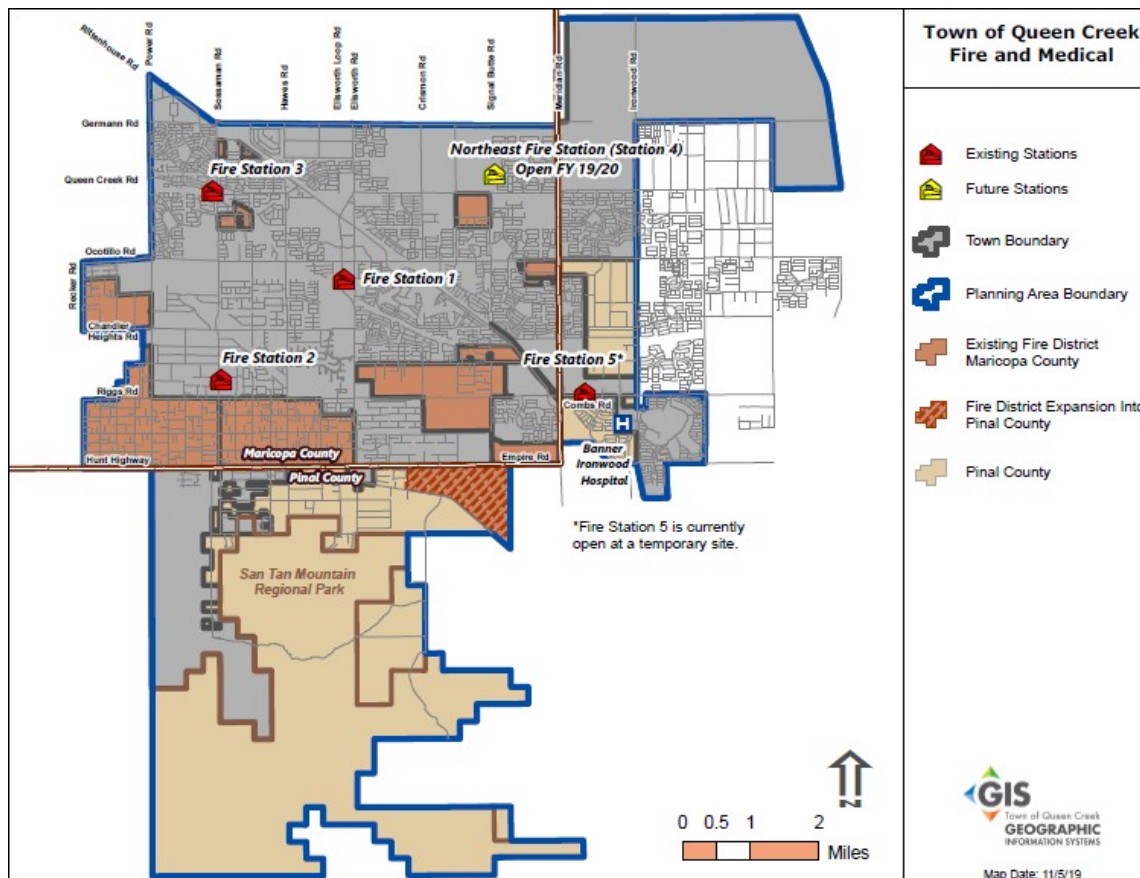 Town of Queen Creek
Fire and Medical
Existing Stations
Future Stations
Town Boundary
Planning Area Boundary
Existing Fire District
Maricopa County
Fire District Expansion Into
Pinal County
Pinal County
Rittenhouse Rd
Power Rd
Sossaman Rd
Hawes Rd
Ellsworth Loop Rd
Ellsworth Rd
Crismon Rd
Signal Butte Rd
Meridian Rd
Ironwood Rd
Germann Rd
Queen Creek Rd
Ocotillo Rd
Recker Rd
Chandler
Heights Rd
Riggs Rd
Hunt Highway
Fire Station 3
Northeast Fire Station (Station 4)
Open FY 19/20
Fire Station 1
Fire Station 2
Fire Station 5*
Combs Rd
H
Banner
Ironwood
Hospital
Empire Rd
Maricopa County
Pinal County
*Fire Station 5 is currently
open at a temporary site.
San Tan Mountain
Regional Park
N
0 0.5 1 2
Miles
GIS
Town of Queen Creek
GEOGRAPHIC
INFORMATION SYSTEMS
Map Date: 11/5/19